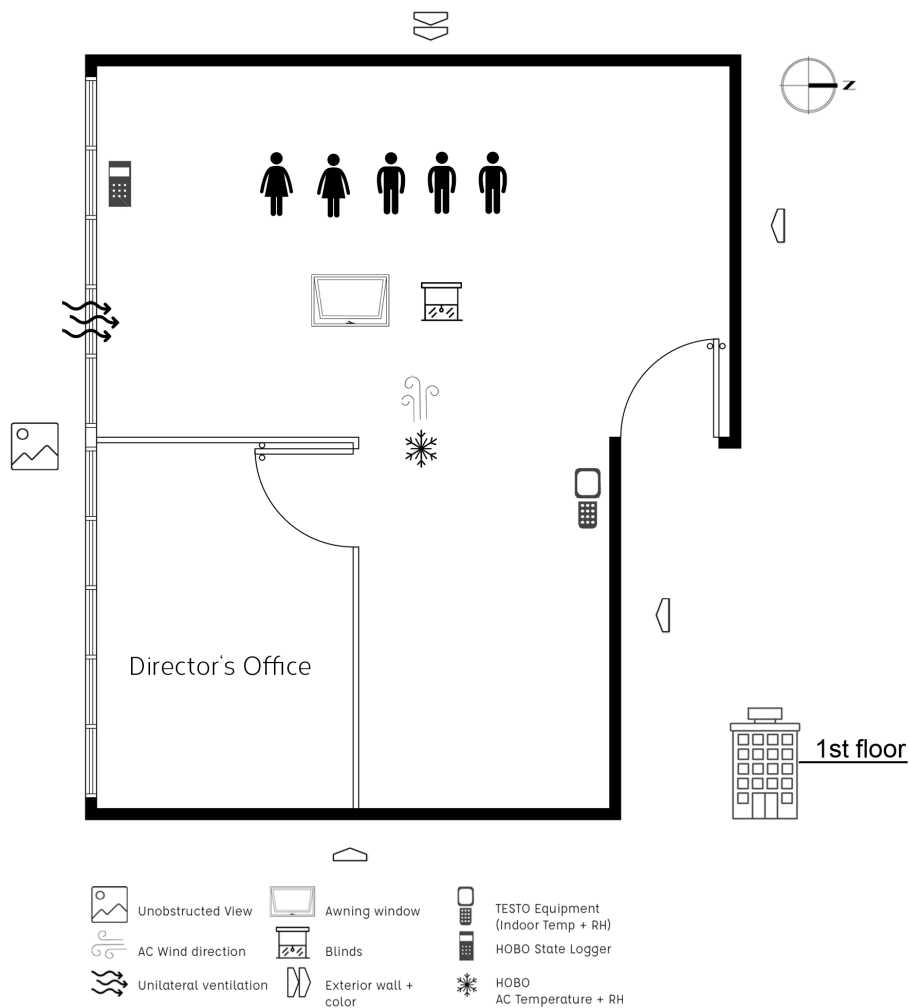 N
Director's Office
1st floor
Unobstructed View
Awning window
TESTO Equipment
(Indoor Temp + RH)
AC Wind direction
Blinds
HOBO State Logger
Unilateral ventilation
Exterior wall +
color
HOBO
AC Temperature + RH